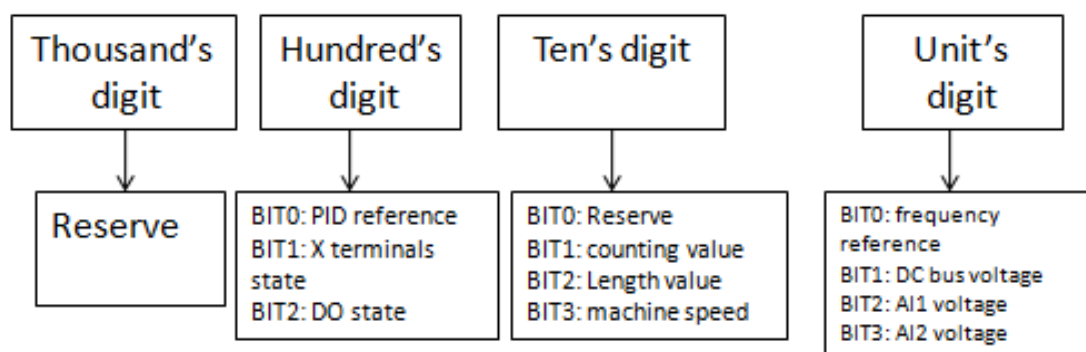 Thousand's
digit
Hundred's
digit
Ten's digit
Unit's
digit
Reserve
BIT0: PID reference
BIT1: X terminals
state
BIT2: DO state
BIT0: Reserve
BIT1: counting value
BIT2: Length value
BIT3: machine speed
BIT0: frequency
reference
BIT1: DC bus voltage
BIT2: AI1 voltage
BIT3: AI2 voltage